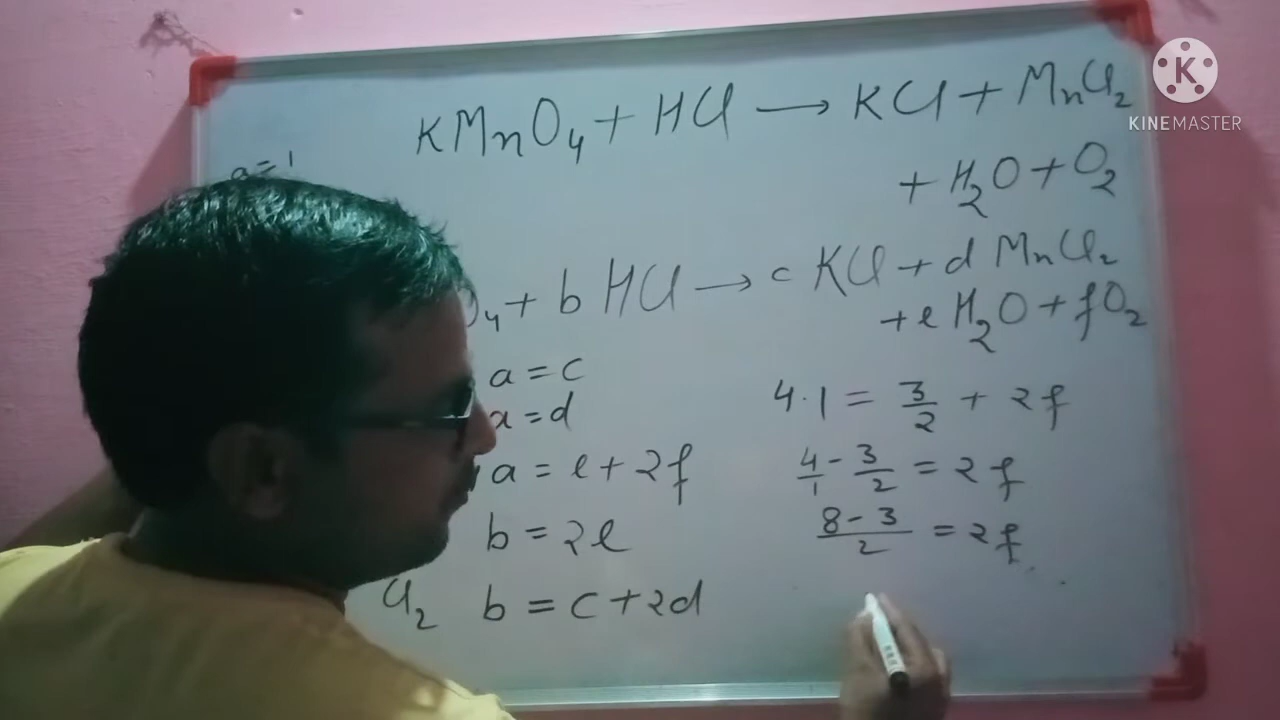 KMnO₄ + HCl → KCl + MnCl₂
+ H₂O + O₂
a = 1
O₄ + b HCl → c KCl + d MnCl₂
+ e H₂O + f O₂
a = c
a = d
a = e + 2f
b = 2e
Cl₂ b = c + 2d
4·1 = 3/2 + 2f
4/1 - 3/2 = 2f
8-3/2 = 2f
K
KINEMASTER